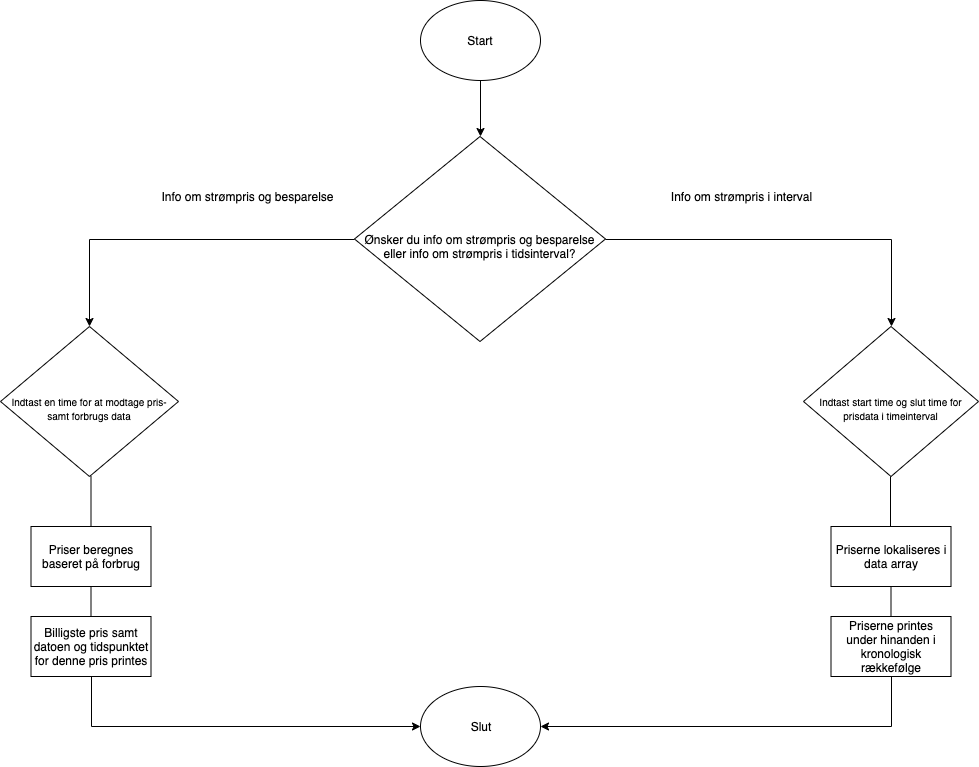 Start
Info om strømpris og besparelse
Info om strømpris i interval
Ønsker du info om strømpris og besparelse
eller info om strømpris i tidsinterval?
Indtast en time for at modtage pris-
samt forbrugs data
Indtast start time og slut time for
prisdata i timeinterval
Priser beregnes
baseret på forbrug
Priserne lokaliseres i
data array
Billigste pris samt
datoen og tidspunktet
for denne pris printes
Priserne printes
under hinanden i
kronologisk
rækkefølge
Slut